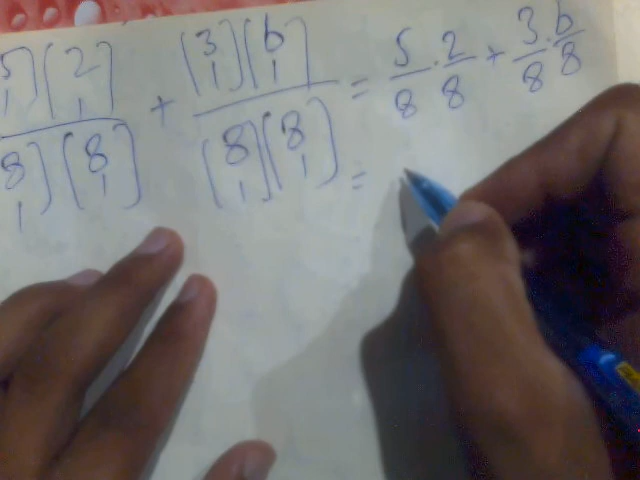 (5 1)(2 1) / (8 1)(8 1) + (3 1)(6 1) / (8 1)(8 1) = 5/8 . 2/8 + 3/8 . 6/8
=